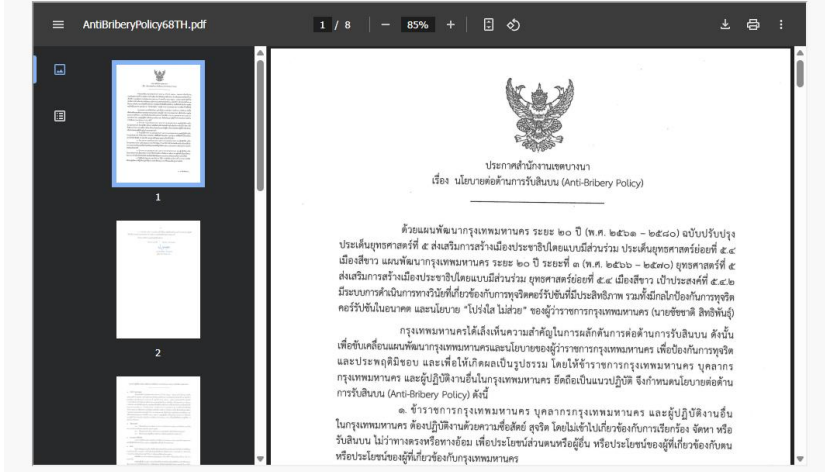 AntiBriberyPolicy68TH.pdf
1 / 8
85%
1
2
ประกาศสำนักงานเขตบางนา
เรื่อง นโยบายต่อต้านการรับสินบน (Anti-Bribery Policy)
ด้วยแผนพัฒนากรุงเทพมหานคร ระยะ ๒๐ ปี (พ.ศ. ๒๕๖๑ – ๒๕๘๐) ฉบับปรับปรุง
ประเด็นยุทธศาสตร์ที่ ๕ ส่งเสริมการสร้างเมืองประชาธิปไตยแบบมีส่วนร่วม ประเด็นยุทธศาสตร์ย่อยที่ ๕.๔
เมืองสีขาว แผนพัฒนากรุงเทพมหานคร ระยะ ๒๐ ปี ระยะที่ ๓ (พ.ศ. ๒๕๖๖ – ๒๕๗๐) ยุทธศาสตร์ที่ ๕
ส่งเสริมการสร้างเมืองประชาธิปไตยแบบมีส่วนร่วม ยุทธศาสตร์ย่อยที่ ๕.๔ เมืองสีขาว เป้าประสงค์ที่ ๕.๔.๒
มีระบบการดำเนินการทางวินัยที่เกี่ยวข้องกับการทุจริตคอร์รัปชันที่มีประสิทธิภาพ รวมทั้งมีกลไกป้องกันการทุจริต
คอร์รัปชันในอนาคต และนโยบาย "โปร่งใส ไม่ส่วย" ของผู้ว่าราชการกรุงเทพมหานคร (นายชัชชาติ สิทธิพันธุ์)
กรุงเทพมหานครได้เล็งเห็นความสำคัญในการผลักดันการต่อต้านการรับสินบน ดังนั้น
เพื่อขับเคลื่อนแผนพัฒนากรุงเทพมหานครและนโยบายของผู้ว่าราชการกรุงเทพมหานคร เพื่อป้องกันการทุจริต
และประพฤติมิชอบ และเพื่อให้เกิดผลเป็นรูปธรรม โดยให้ข้าราชการกรุงเทพมหานคร บุคลากร
กรุงเทพมหานคร และผู้ปฏิบัติงานอื่นในกรุงเทพมหานคร ยึดถือเป็นแนวปฏิบัติ จึงกำหนดนโยบายต่อต้าน
การรับสินบน (Anti-Bribery Policy) ดังนี้
๑. ข้าราชการกรุงเทพมหานคร บุคลากรกรุงเทพมหานคร และผู้ปฏิบัติงานอื่น
ในกรุงเทพมหานคร ต้องปฏิบัติงานด้วยความซื่อสัตย์ สุจริต โดยไม่เข้าไปเกี่ยวข้องกับการเรียกร้อง จัดหา หรือ
รับสินบน ไม่ว่าทางตรงหรือทางอ้อม เพื่อประโยชน์ส่วนตนหรือผู้อื่น หรือประโยชน์ของผู้ที่เกี่ยวข้องกับตน
หรือประโยชน์ของผู้ที่เกี่ยวข้องกับกรุงเทพมหานคร